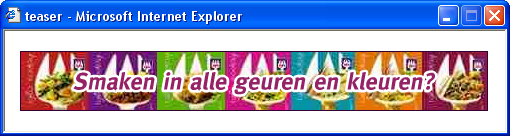 teaser - Microsoft Internet Explorer
Smaken in alle geuren en kleuren?